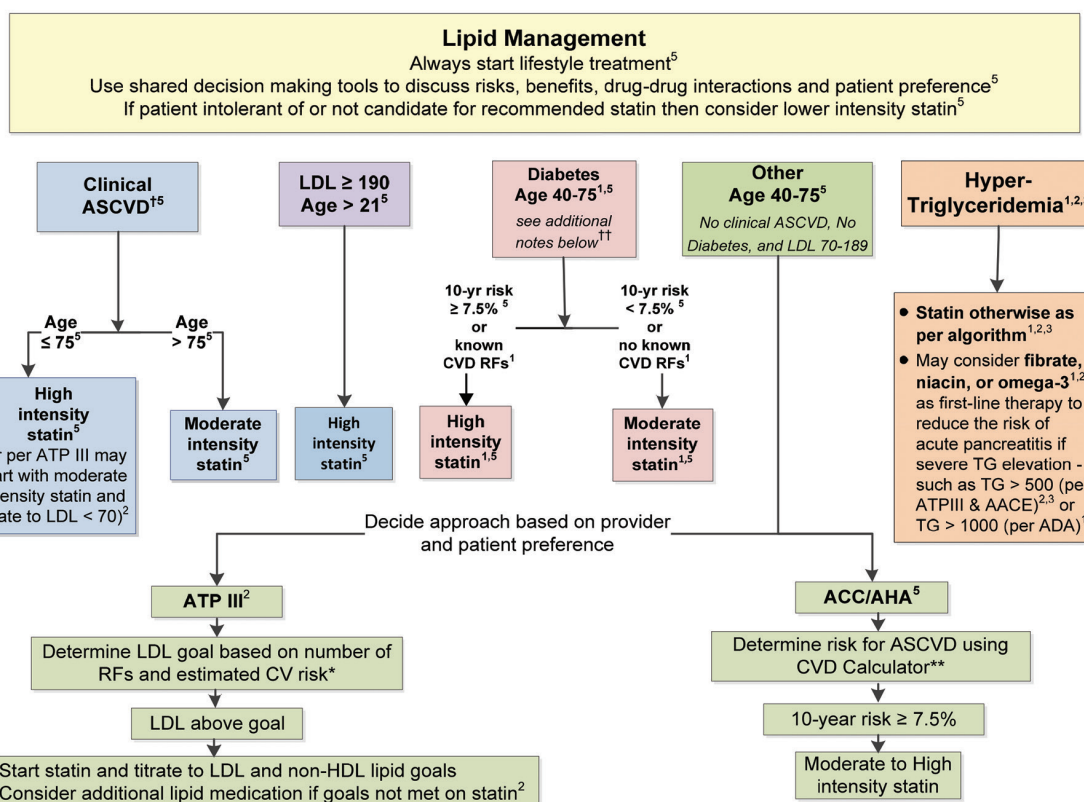 Lipid Management
Always start lifestyle treatment⁵
Use shared decision making tools to discuss risks, benefits, drug-drug interactions and patient preference⁵
If patient intolerant of or not candidate for recommended statin then consider lower intensity statin⁵
Clinical
ASCVD†⁵
LDL ≥ 190
Age > 21⁵
Diabetes
Age 40-75¹,⁵
see additional
notes below††
Other
Age 40-75⁵
No clinical ASCVD, No
Diabetes, and LDL 70-189
Hyper-
Triglyceridemia¹,²,
Age
≤ 75⁵
Age
> 75⁵
10-yr risk
≥ 7.5% ⁵
or
known
CVD RFs¹
10-yr risk
< 7.5% ⁵
or
no known
CVD RFs¹
High
intensity
statin⁵
per ATP III may
with moderate
statin and
to LDL < 70)²
Moderate
intensity
statin⁵
High
intensity
statin⁵
High
intensity
statin¹,⁵
Moderate
intensity
statin¹,⁵
• Statin otherwise as
per algorithm¹,²,³
• May consider fibrate,
niacin, or omega-3¹,²
as first-line therapy to
reduce the risk of
acute pancreatitis if
severe TG elevation -
such as TG > 500 (per
ATPIII & AACE)²,³ or
TG > 1000 (per ADA)¹
Decide approach based on provider
and patient preference
ATP III²
Determine LDL goal based on number of
RFs and estimated CV risk*
LDL above goal
Start statin and titrate to LDL and non-HDL lipid goals
Consider additional lipid medication if goals not met on statin²
ACC/AHA⁵
Determine risk for ASCVD using
CVD Calculator**
10-year risk ≥ 7.5%
Moderate to High
intensity statin